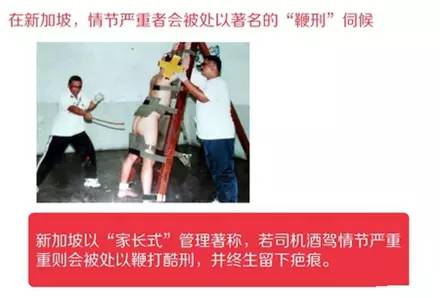 在新加坡，情节严重者会被处以著名的“鞭刑”伺候
新加坡以“家长式”管理著称，若司机酒驾情节严重
重则会被处以鞭打酷刑，并终生留下疤痕。